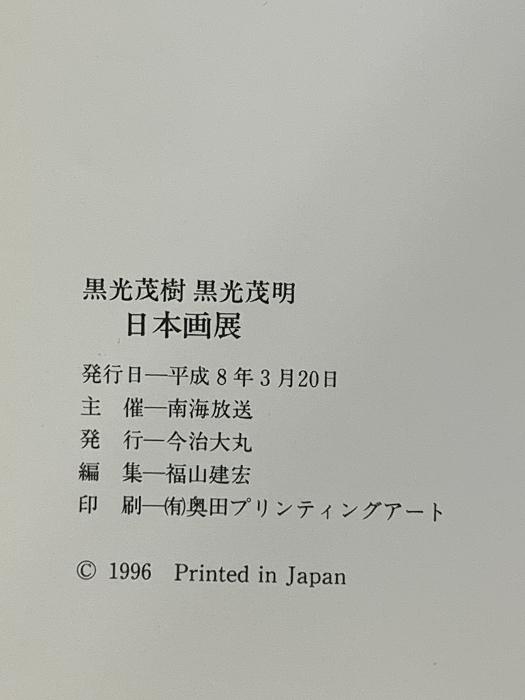 黒光茂樹 黒光茂明
日本画展
発行日―平成8年3月20日
主　催―南海放送
発　行―今治大丸
編　集―福山建宏
印　刷―㈲奥田プリンティングアート
© 1996　Printed in Japan